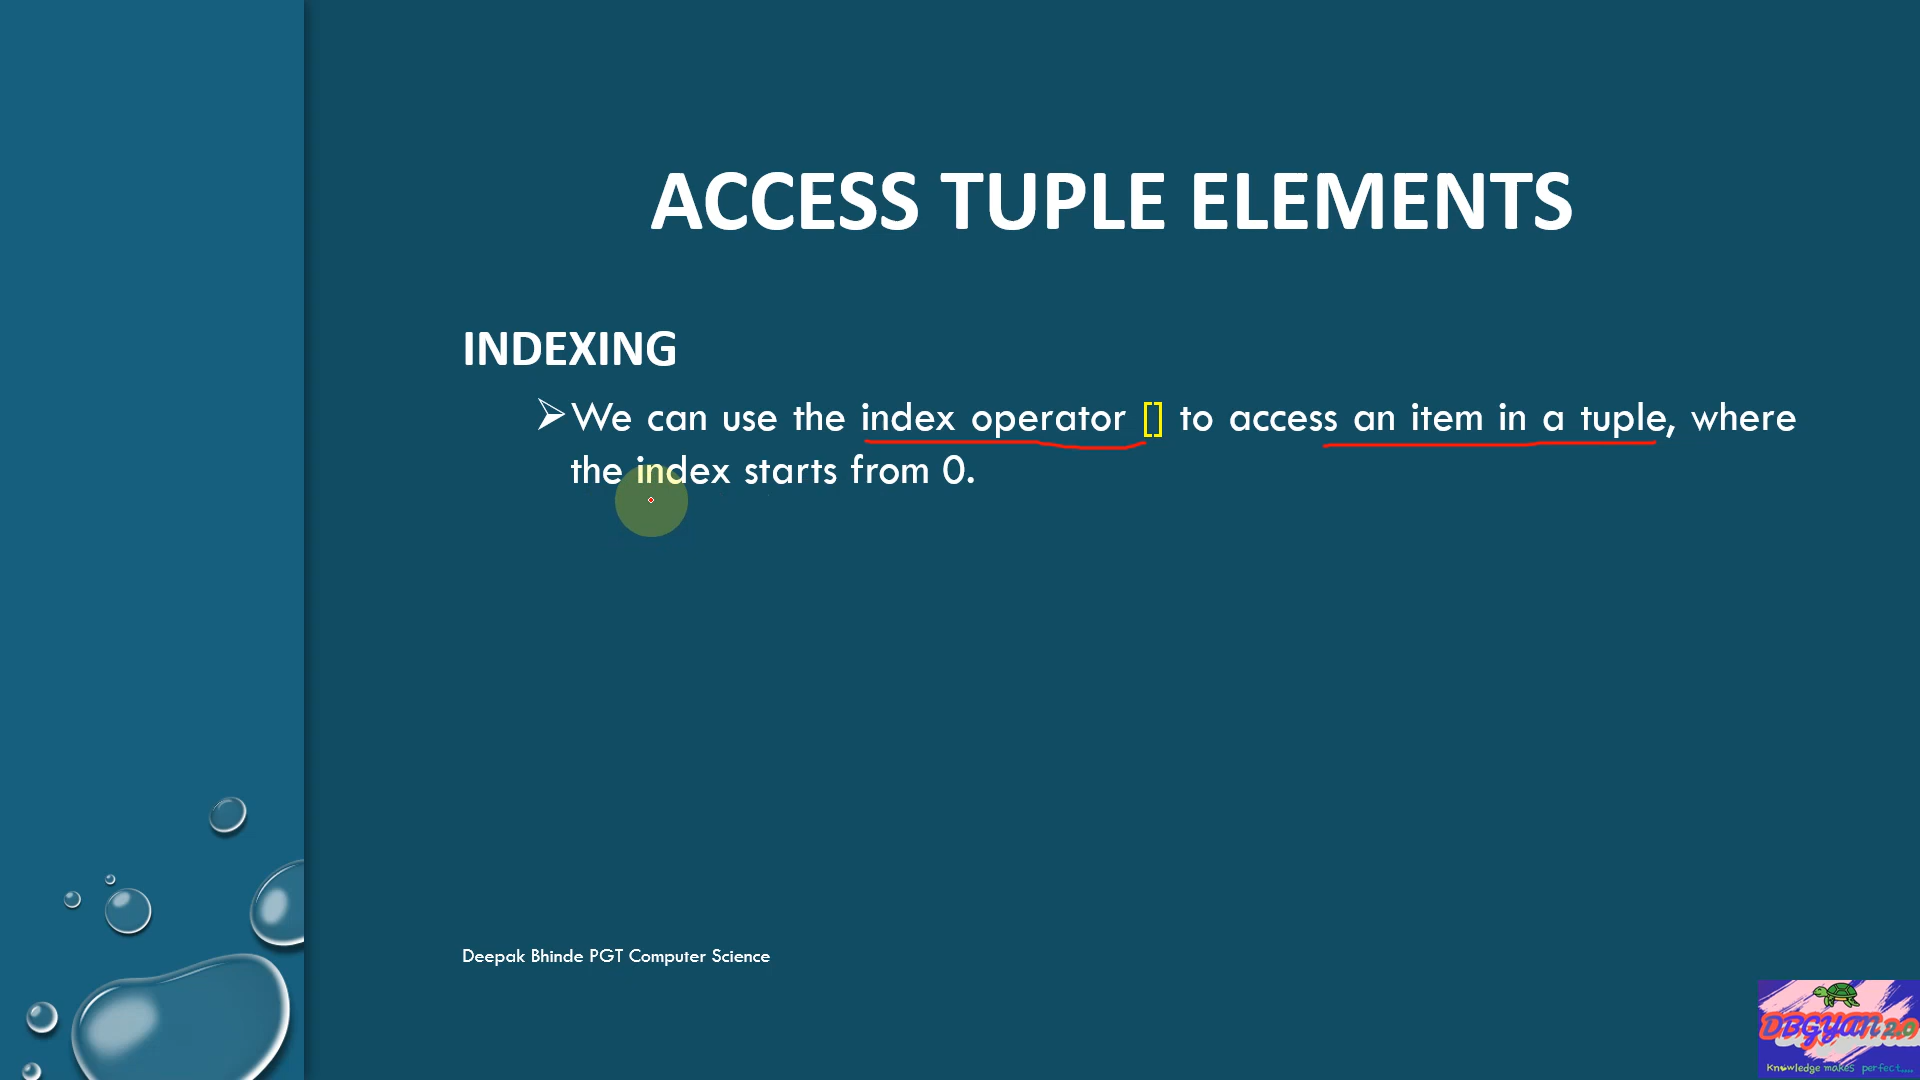 ACCESS TUPLE ELEMENTS
INDEXING
We can use the index operator [] to access an item in a tuple, where
the index starts from 0.
Deepak Bhinde PGT Computer Science
DBGYAN 2.0
Knowledge makes perfect....